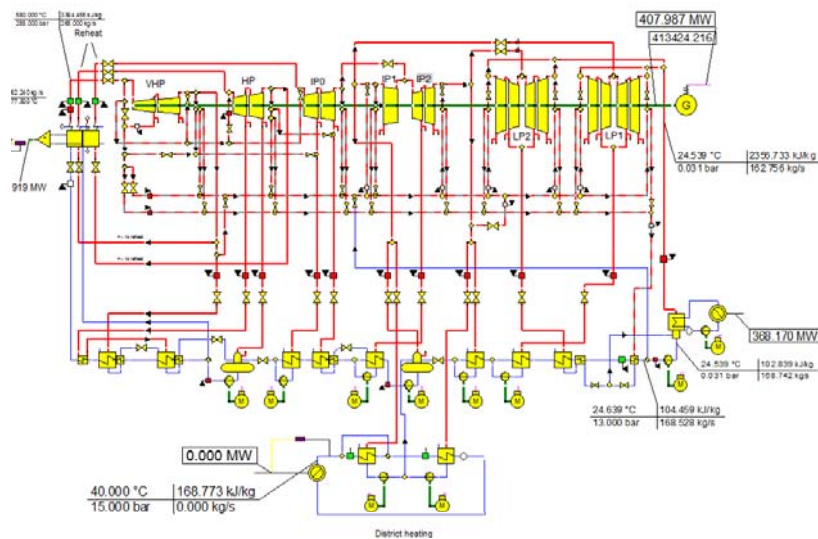 407.987 MW
413424.216
Reheat
VHP
HP
IP0
IP1
IP2
LP2
LP1
G
24.539 °C 2356.733 kJ/kg
0.031 bar 162.756 kg/s
919 MW
368.170 MW
24.539 °C 102.839 kJ/kg
0.031 bar 168.742 kg/s
M
M
M
M
M
M
M
24.639 °C 104.459 kJ/kg
13.000 bar 168.528 kg/s
0.000 MW
40.000 °C 168.773 kJ/kg
15.000 bar 0.000 kg/s
M
M
District heating